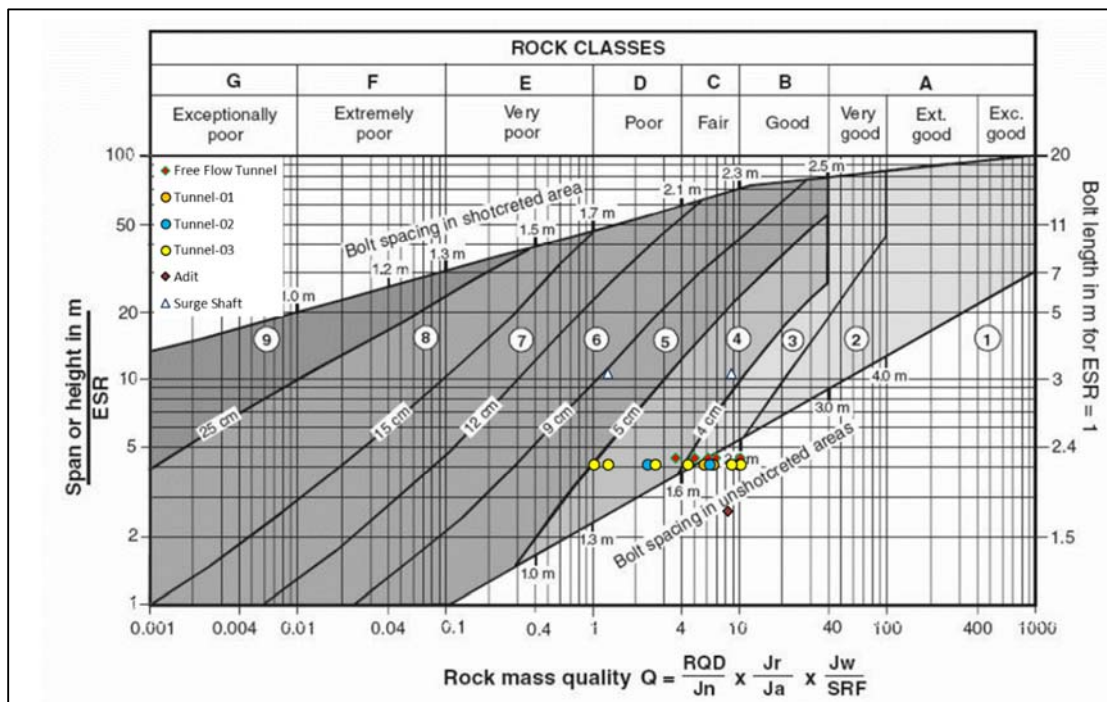 ROCK CLASSES
G F E D C B A
Exceptionally poor Extremely poor Very poor Poor Fair Good Very good Ext. good Exc. good
100
50
20
10
5
2
1
Span or height in m
ESR
Free Flow Tunnel
Tunnel-01
Tunnel-02
Tunnel-03
Adit
Surge Shaft
Bolt spacing in shotcreted area
1.0 m
1.2 m
1.3 m
1.5 m
1.7 m
2.1 m
2.3 m
2.5 m
9 8 7 6 5 4 3 2 1
25 cm
15 cm
12 cm
9 cm
5 cm
4 cm
1.0 m
1.3 m
1.6 m
3.0 m
4.0 m
Bolt spacing in unshotcreted areas
20
11
7
5
3
2.4
1.5
Bolt length in m for ESR = 1
0.001 0.004 0.01 0.04 0.1 0.4 1 4 10 40 100 400 1000
Rock mass quality Q = RQD/Jn x Jr/Ja x Jw/SRF